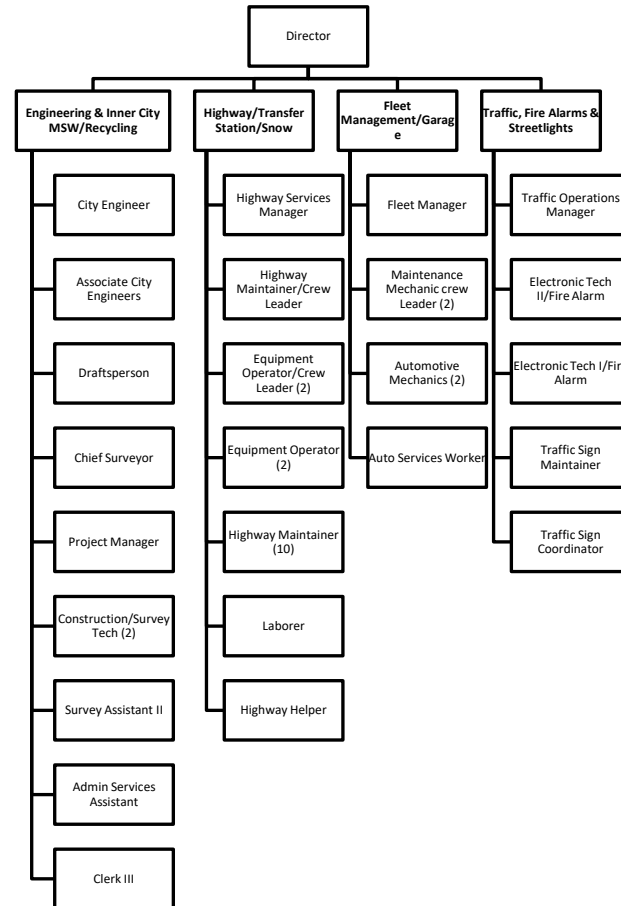 Director
Engineering & Inner City
MSW/Recycling
Highway/Transfer
Station/Snow
Fleet
Management/Garag
e
Traffic, Fire Alarms &
Streetlights
City Engineer
Associate City
Engineers
Draftsperson
Chief Surveyor
Project Manager
Construction/Survey
Tech (2)
Survey Assistant II
Admin Services
Assistant
Clerk III
Highway Services
Manager
Highway
Maintainer/Crew
Leader
Equipment
Operator/Crew
Leader (2)
Equipment Operator
(2)
Highway Maintainer
(10)
Laborer
Highway Helper
Fleet Manager
Maintenance
Mechanic crew
Leader (2)
Automotive
Mechanics (2)
Auto Services Worker
Traffic Operations
Manager
Electronic Tech
II/Fire Alarm
Electronic Tech I/Fire
Alarm
Traffic Sign
Maintainer
Traffic Sign
Coordinator